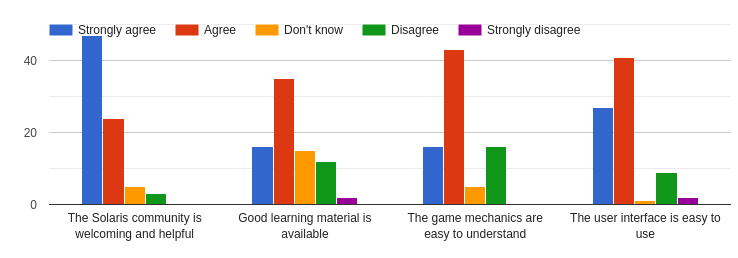 Strongly agree Agree Don't know Disagree Strongly disagree
40
20
0
The Solaris community is
welcoming and helpful
Good learning material is
available
The game mechanics are
easy to understand
The user interface is easy to
use